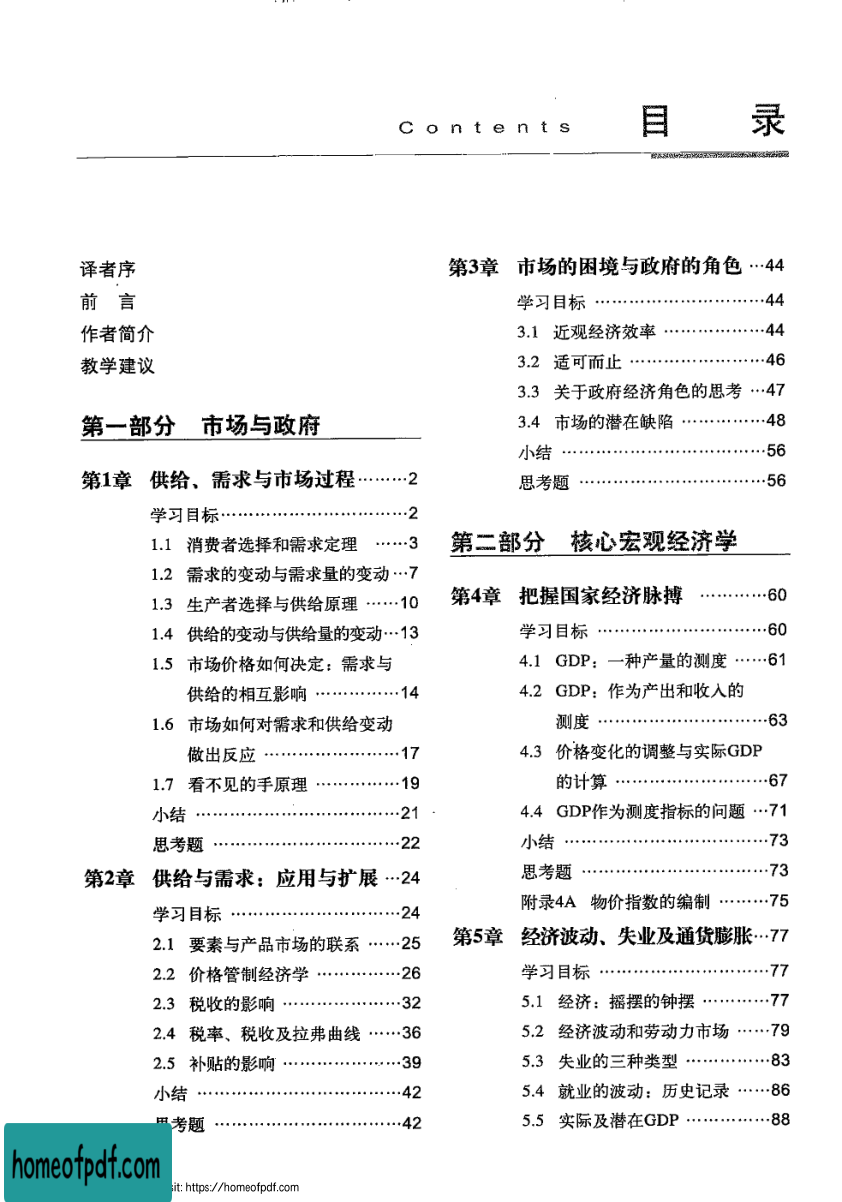 Contents 目 录
译者序
前 言
作者简介
教学建议
第一部分 市场与政府
第1章 供给、需求与市场过程………2
学习目标……………………………2
1.1 消费者选择和需求定理 ……3
1.2 需求的变动与需求量的变动…7
1.3 生产者选择与供给原理 ……10
1.4 供给的变动与供给量的变动…13
1.5 市场价格如何决定：需求与
供给的相互影响 ……………14
1.6 市场如何对需求和供给变动
做出反应 ……………………17
1.7 看不见的手原理 ……………19
小结 ………………………………21
思考题 ……………………………22
第2章 供给与需求：应用与扩展 …24
学习目标 …………………………24
2.1 要素与产品市场的联系 ……25
2.2 价格管制经济学 ……………26
2.3 税收的影响 …………………32
2.4 税率、税收及拉弗曲线 ……36
2.5 补贴的影响 …………………39
小结 ………………………………42
思考题 ……………………………42
第3章 市场的困境与政府的角色 …44
学习目标 …………………………44
3.1 近观经济效率 ………………44
3.2 适可而止 ……………………46
3.3 关于政府经济角色的思考 …47
3.4 市场的潜在缺陷 ……………48
小结 ………………………………56
思考题 ……………………………56
第二部分 核心宏观经济学
第4章 把握国家经济脉搏 …………60
学习目标 …………………………60
4.1 GDP：一种产量的测度 ……61
4.2 GDP：作为产出和收入的
测度 …………………………63
4.3 价格变化的调整与实际GDP
的计算 ………………………67
4.4 GDP作为测度指标的问题 …71
小结 ………………………………73
思考题 ……………………………73
附录4A 物价指数的编制 ………75
第5章 经济波动、失业及通货膨胀…77
学习目标 …………………………77
5.1 经济：摇摆的钟摆 …………77
5.2 经济波动和劳动力市场 ……79
5.3 失业的三种类型 ……………83
5.4 就业的波动：历史记录 ……86
5.5 实际及潜在GDP ……………88
homeofpdf.com
sit: https://homeofpdf.com